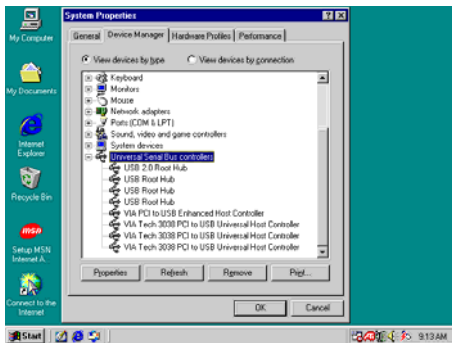 System Properties
My Computer
General
Device Manager
Hardware Profiles
Performance
View devices by type
View devices by connection
My Documents
Keyboard
Monitors
Mouse
Network adapters
Ports (COM & LPT)
Sound, video and game controllers
System devices
Universal Serial Bus controllers
USB 2.0 Root Hub
USB Root Hub
USB Root Hub
USB Root Hub
VIA PCI to USB Enhanced Host Controller
VIA Tech 3038 PCI to USB Universal Host Controller
VIA Tech 3038 PCI to USB Universal Host Controller
VIA Tech 3038 PCI to USB Universal Host Controller
Internet
Explorer
Recycle Bin
msn
Setup MSN
Internet A...
Properties
Refresh
Remove
Print...
Connect to the
Internet
OK
Cancel
Start
9:13 AM